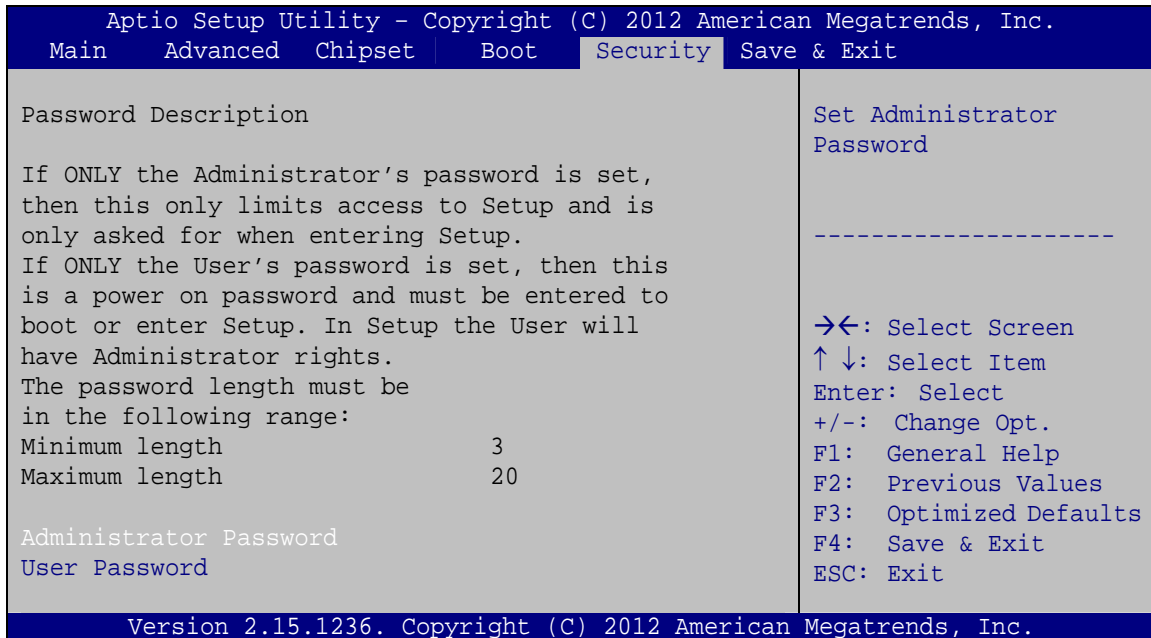 Aptio Setup Utility – Copyright (C) 2012 American Megatrends, Inc.
Main Advanced Chipset Boot Security Save & Exit
Password Description
If ONLY the Administrator’s password is set,
then this only limits access to Setup and is
only asked for when entering Setup.
If ONLY the User’s password is set, then this
is a power on password and must be entered to
boot or enter Setup. In Setup the User will
have Administrator rights.
The password length must be
in the following range:
Minimum length 3
Maximum length 20
Administrator Password
User Password
Set Administrator
Password
---------------------
→←: Select Screen
↑ ↓: Select Item
Enter: Select
+/-: Change Opt.
F1: General Help
F2: Previous Values
F3: Optimized Defaults
F4: Save & Exit
ESC: Exit
Version 2.15.1236. Copyright (C) 2012 American Megatrends, Inc.